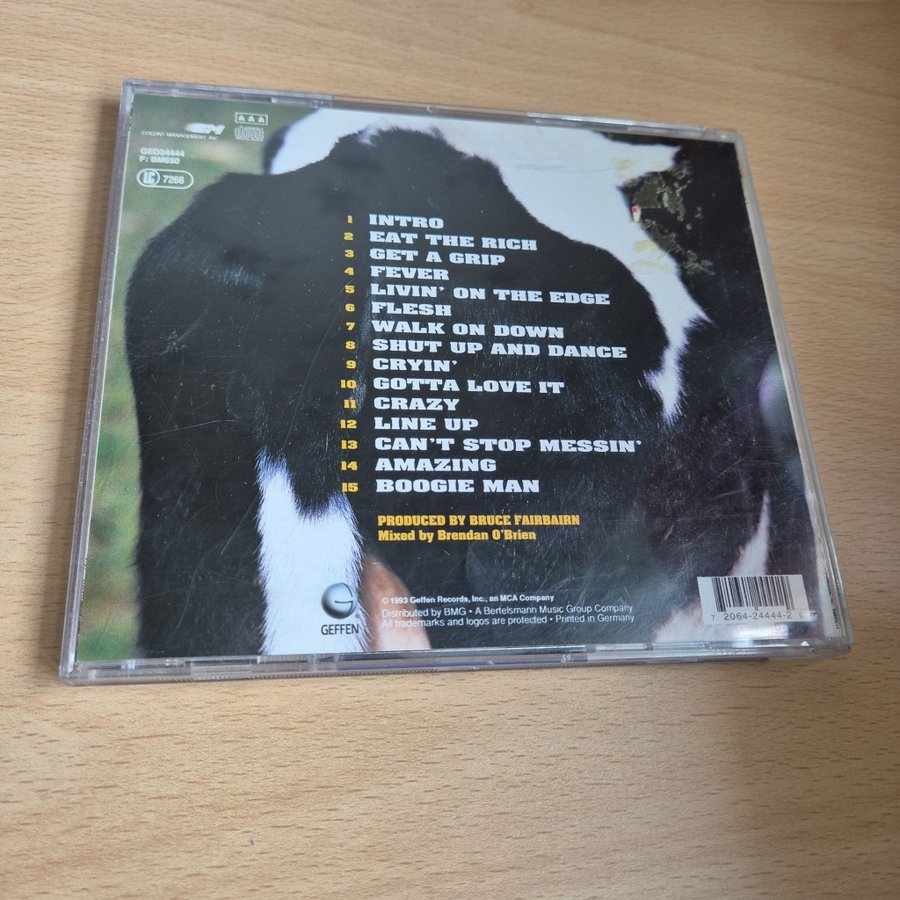 COLLINS MANAGEMENT, INC.
AAA
GED24444
F: BM650
LC 7266
1 INTRO
2 EAT THE RICH
3 GET A GRIP
4 FEVER
5 LIVIN' ON THE EDGE
6 FLESH
7 WALK ON DOWN
8 SHUT UP AND DANCE
9 CRYIN'
10 GOTTA LOVE IT
11 CRAZY
12 LINE UP
13 CAN'T STOP MESSIN'
14 AMAZING
15 BOOGIE MAN
PRODUCED BY BRUCE FAIRBAIRN
Mixed by Brendan O'Brien
© 1993 Geffen Records, Inc., an MCA Company
Distributed by BMG • A Bertelsmann Music Group Company
All trademarks and logos are protected • Printed in Germany
GEFFEN
7 2064-24444-2